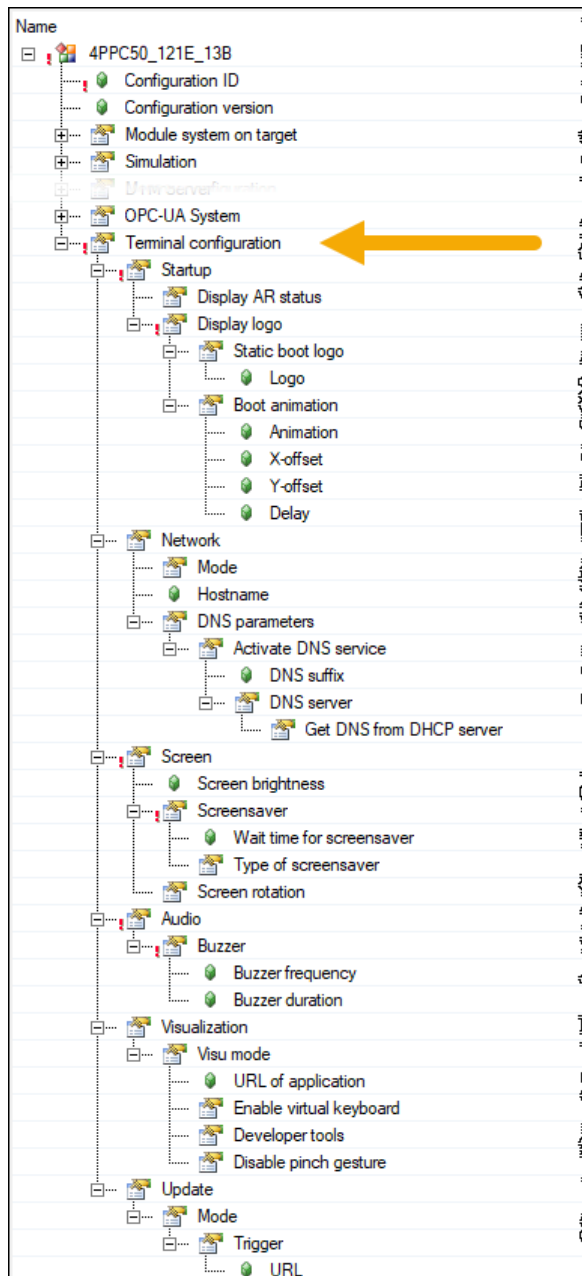 Name
4PPC50_121E_13B
Configuration ID
Configuration version
Module system on target
Simulation
OPC-UA System
Terminal configuration
Startup
Display AR status
Display logo
Static boot logo
Logo
Boot animation
Animation
X-offset
Y-offset
Delay
Network
Mode
Hostname
DNS parameters
Activate DNS service
DNS suffix
DNS server
Get DNS from DHCP server
Screen
Screen brightness
Screensaver
Wait time for screensaver
Type of screensaver
Screen rotation
Audio
Buzzer
Buzzer frequency
Buzzer duration
Visualization
Visu mode
URL of application
Enable virtual keyboard
Developer tools
Disable pinch gesture
Update
Mode
Trigger
URL